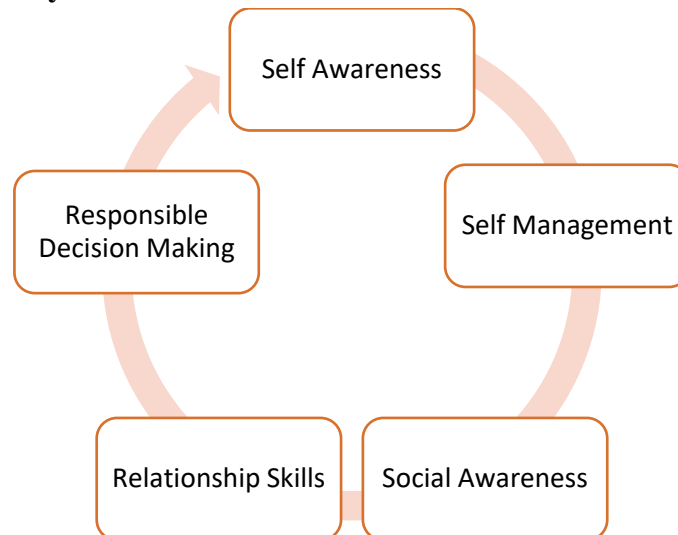 Self Awareness
Self Management
Social Awareness
Relationship Skills
Responsible
Decision Making